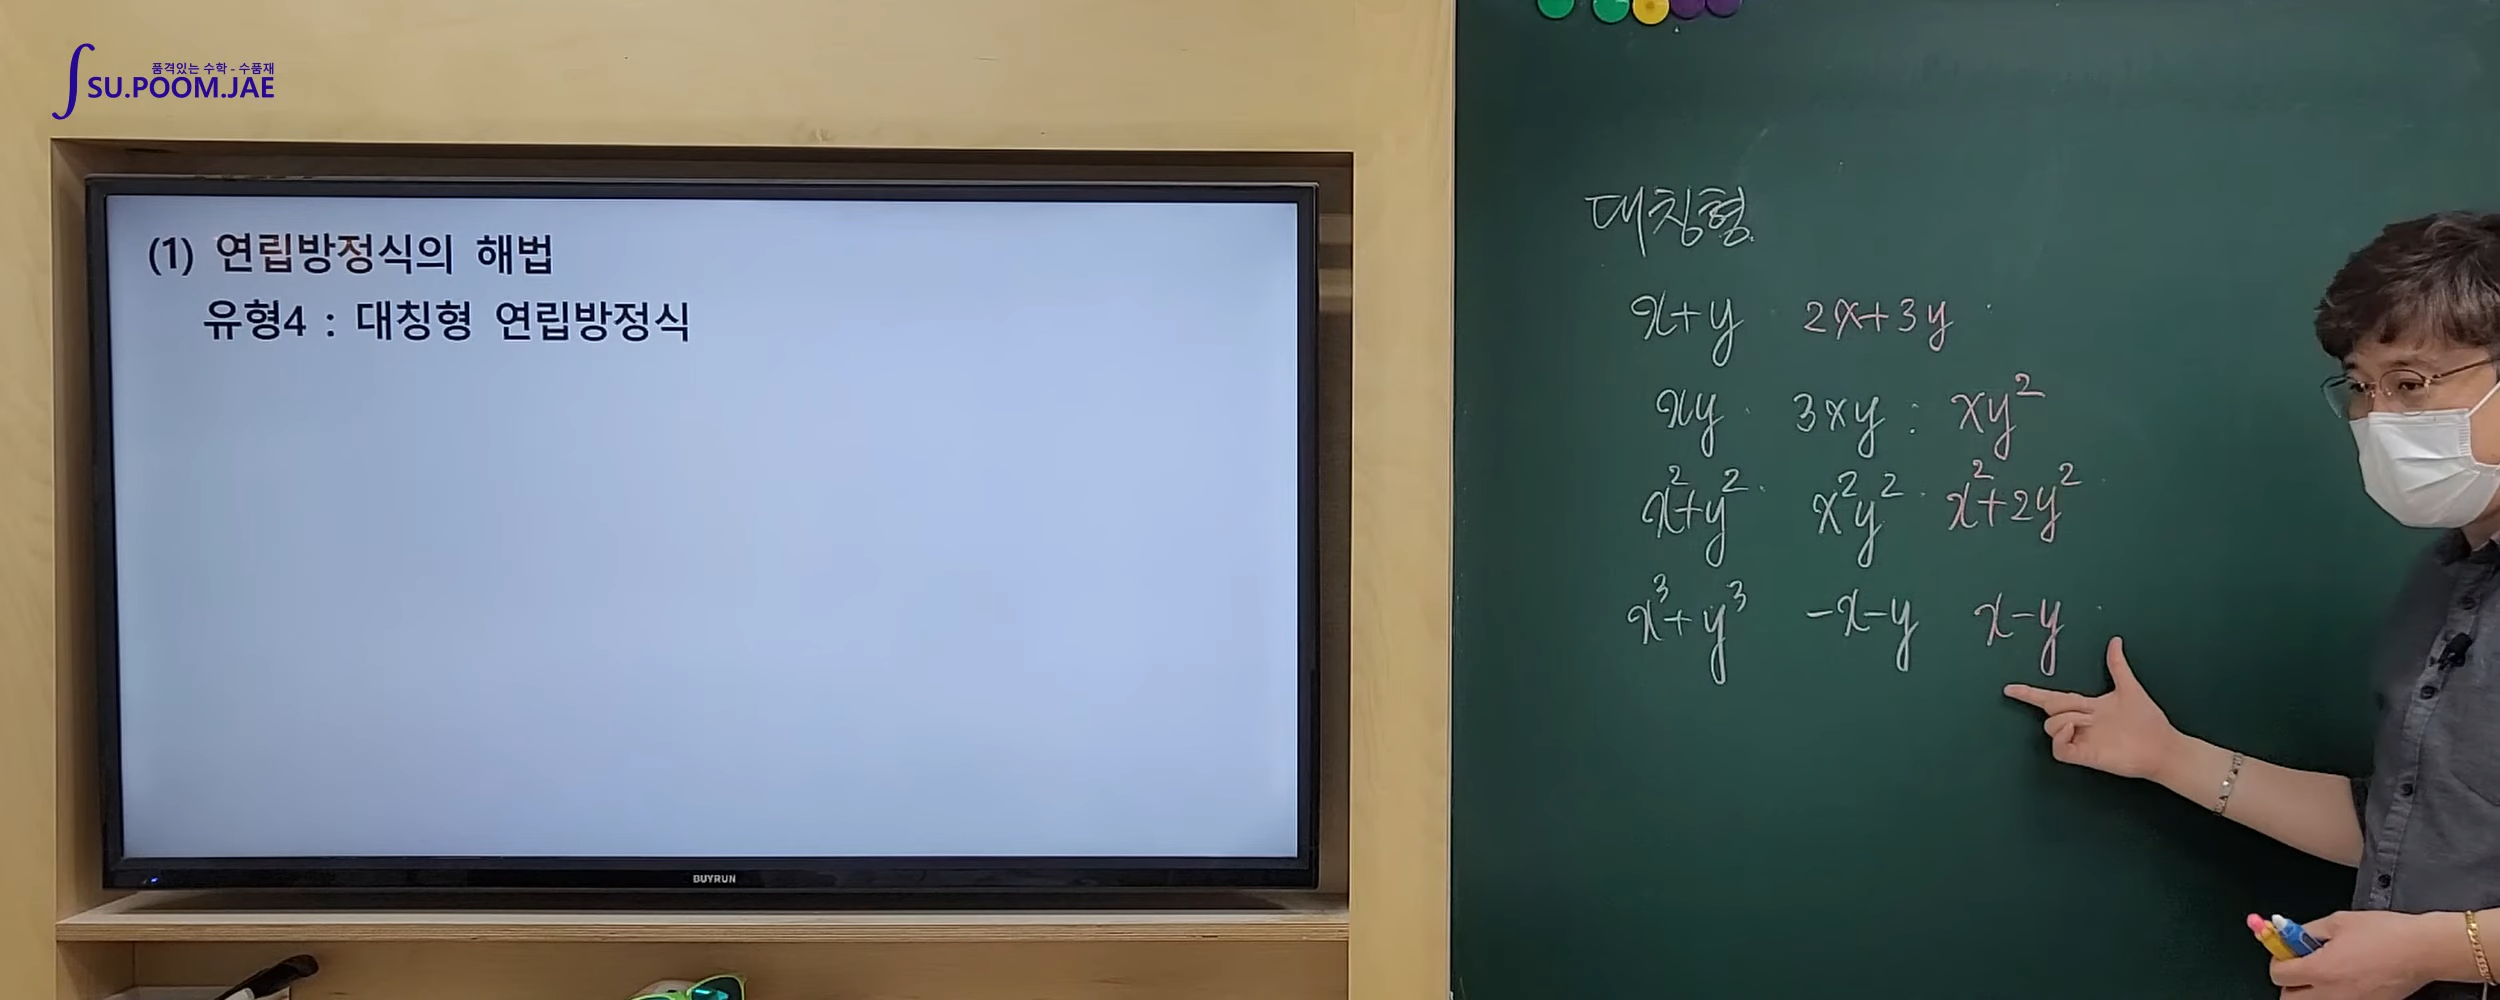 품격있는 수학 - 수품재
SU.POOM.JAE
(1) 연립방정식의 해법
유형4 : 대칭형 연립방정식
BUYRUN
대칭형
x+y 2x+3y
xy 3xy : xy²
x²+y² x²y² x²+2y²
x³+y³ -x-y x-y